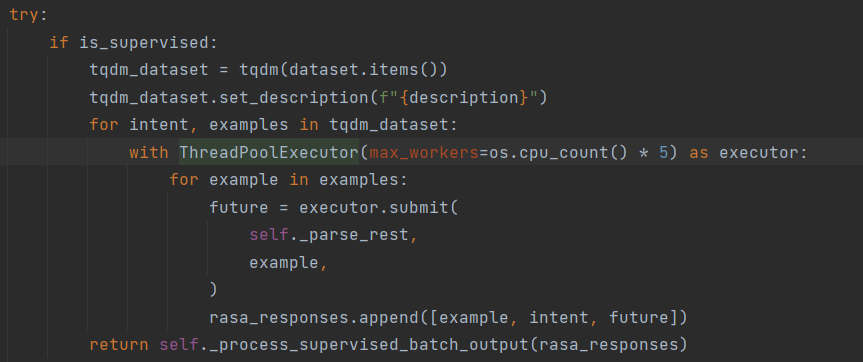 try:
    if is_supervised:
        tqdm_dataset = tqdm(dataset.items())
        tqdm_dataset.set_description(f"{description}")
        for intent, examples in tqdm_dataset:
            with ThreadPoolExecutor(max_workers=os.cpu_count() * 5) as executor:
                for example in examples:
                    future = executor.submit(
                        self._parse_rest,
                        example,
                    )
                    rasa_responses.append([example, intent, future])
        return self._process_supervised_batch_output(rasa_responses)